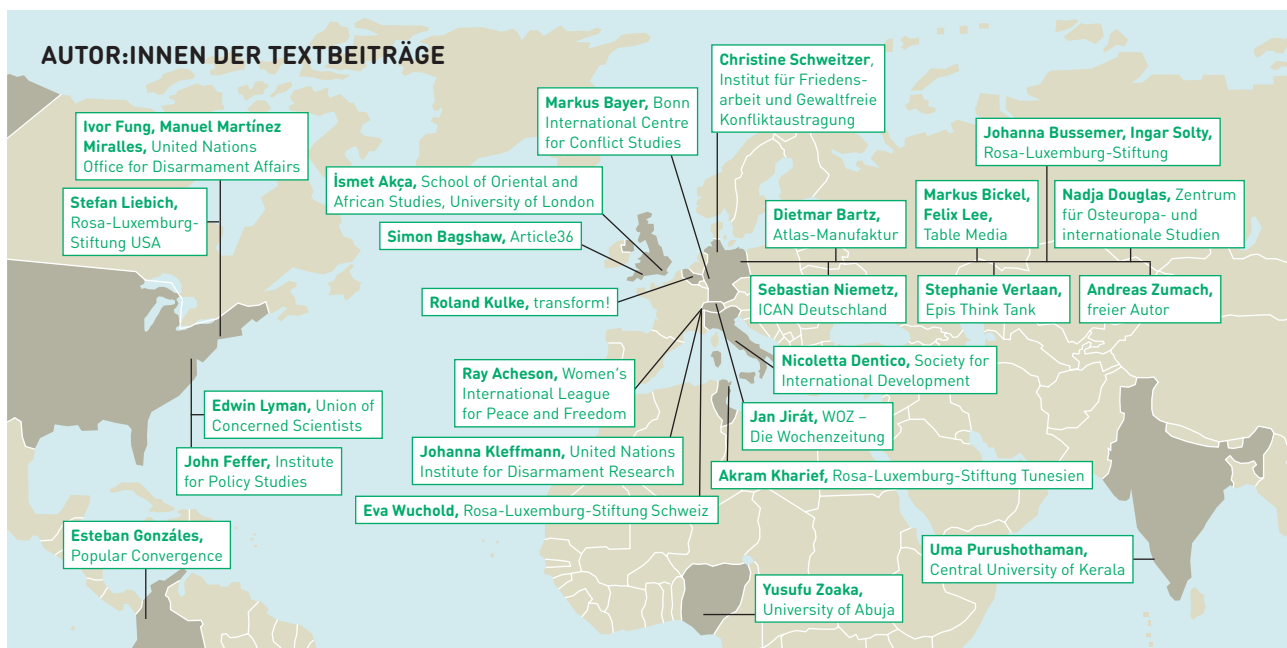 AUTOR:INNEN DER TEXTBEITRÄGE
Ivor Fung, Manuel Martínez
Miralles, United Nations
Office for Disarmament Affairs
Stefan Liebich,
Rosa-Luxemburg-
Stiftung USA
Markus Bayer, Bonn
International Centre
for Conflict Studies
Christine Schweitzer,
Institut für Friedens-
arbeit und Gewaltfreie
Konfliktaustragung
Johanna Bussemer, Ingar Solty,
Rosa-Luxemburg-Stiftung
İsmet Akça, School of Oriental and
African Studies, University of London
Simon Bagshaw, Article36
Roland Kulke, transform!
Dietmar Bartz,
Atlas-Manufaktur
Markus Bickel,
Felix Lee,
Table Media
Nadja Douglas, Zentrum
für Osteuropa- und
internationale Studien
Sebastian Niemetz,
ICAN Deutschland
Stephanie Verlaan,
Epis Think Tank
Andreas Zumach,
freier Autor
Nicoletta Dentico, Society for
International Development
Ray Acheson, Women’s
International League
for Peace and Freedom
Jan Jirát, WOZ –
Die Wochenzeitung
Edwin Lyman, Union of
Concerned Scientists
John Feffer, Institute
for Policy Studies
Johanna Kleffmann, United Nations
Institute for Disarmament Research
Akram Kharief, Rosa-Luxemburg-Stiftung Tunesien
Eva Wuchold, Rosa-Luxemburg-Stiftung Schweiz
Esteban Gonzáles,
Popular Convergence
Uma Purushothaman,
Central University of Kerala
Yusufu Zoaka,
University of Abuja